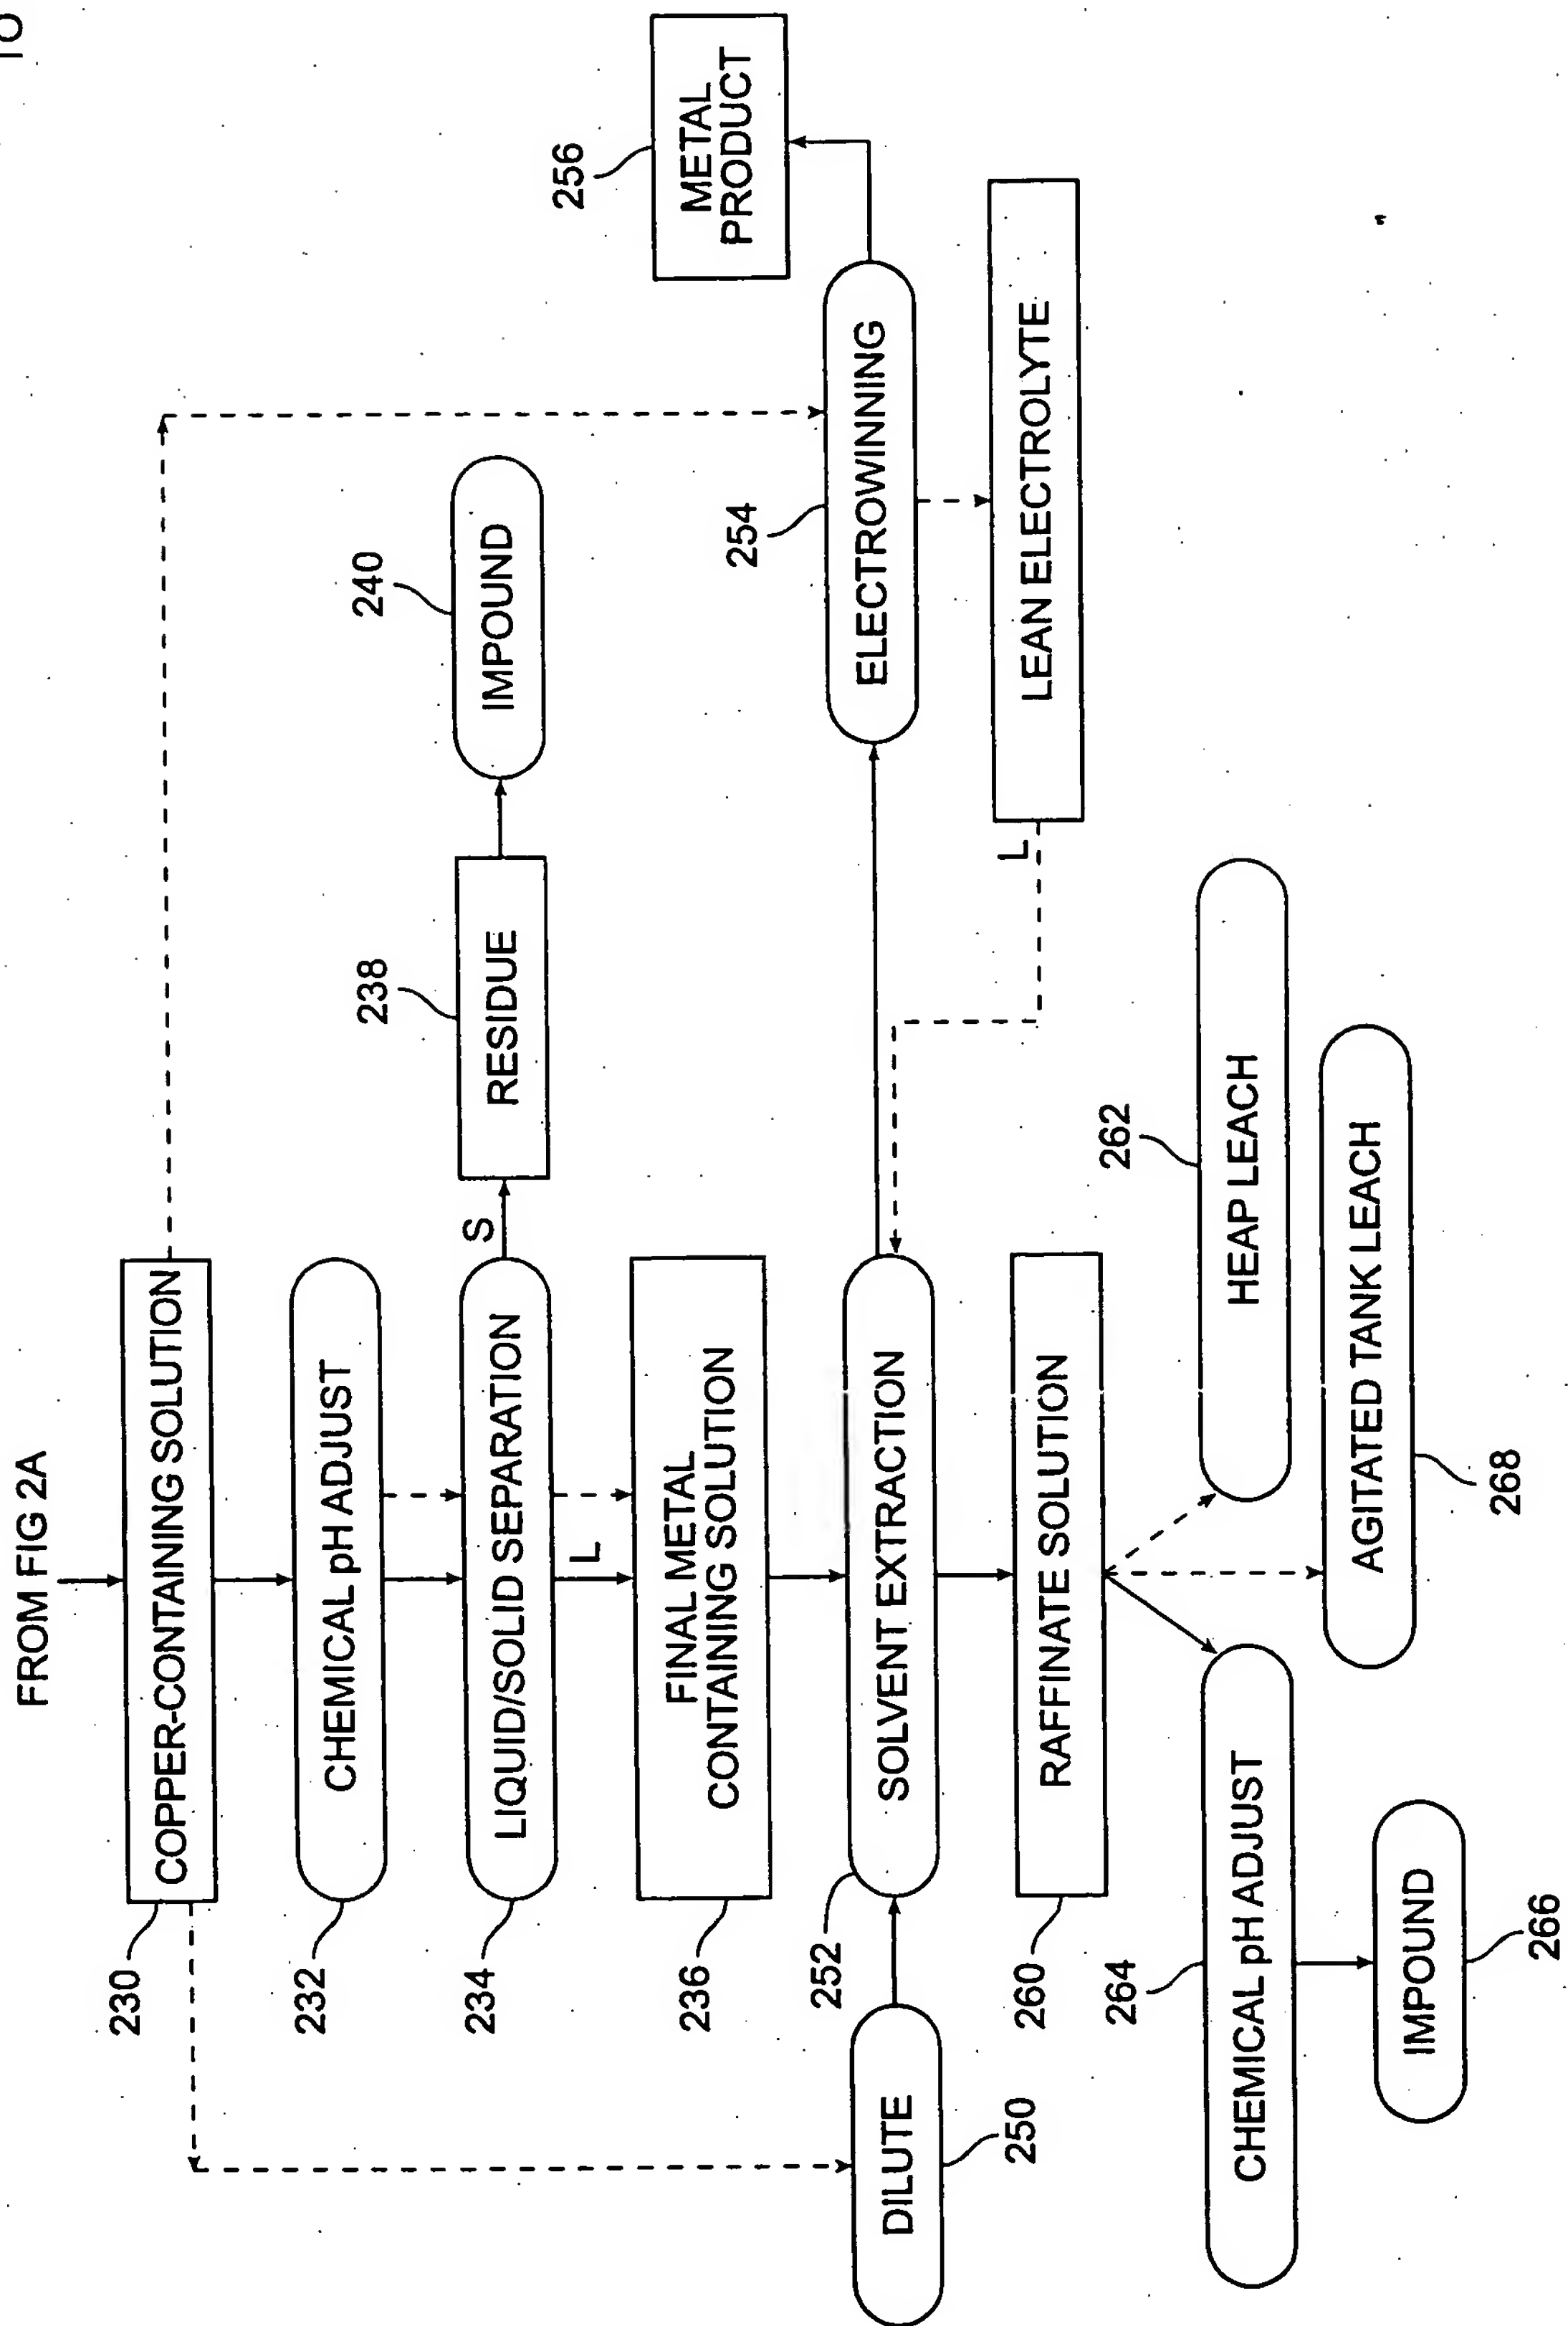 TO
FROM FIG 2A
230
COPPER-CONTAINING SOLUTION
232
CHEMICAL pH ADJUST
234
LIQUID/SOLID SEPARATION
S
238
RESIDUE
240
IMPOUND
L
236
FINAL METAL
CONTAINING SOLUTION
250
DILUTE
252
SOLVENT EXTRACTION
254
ELECTROWINNING
256
METAL
PRODUCT
L
LEAN ELECTROLYTE
260
RAFFINATE SOLUTION
264
CHEMICAL pH ADJUST
262
HEAP LEACH
266
IMPOUND
268
AGITATED TANK LEACH